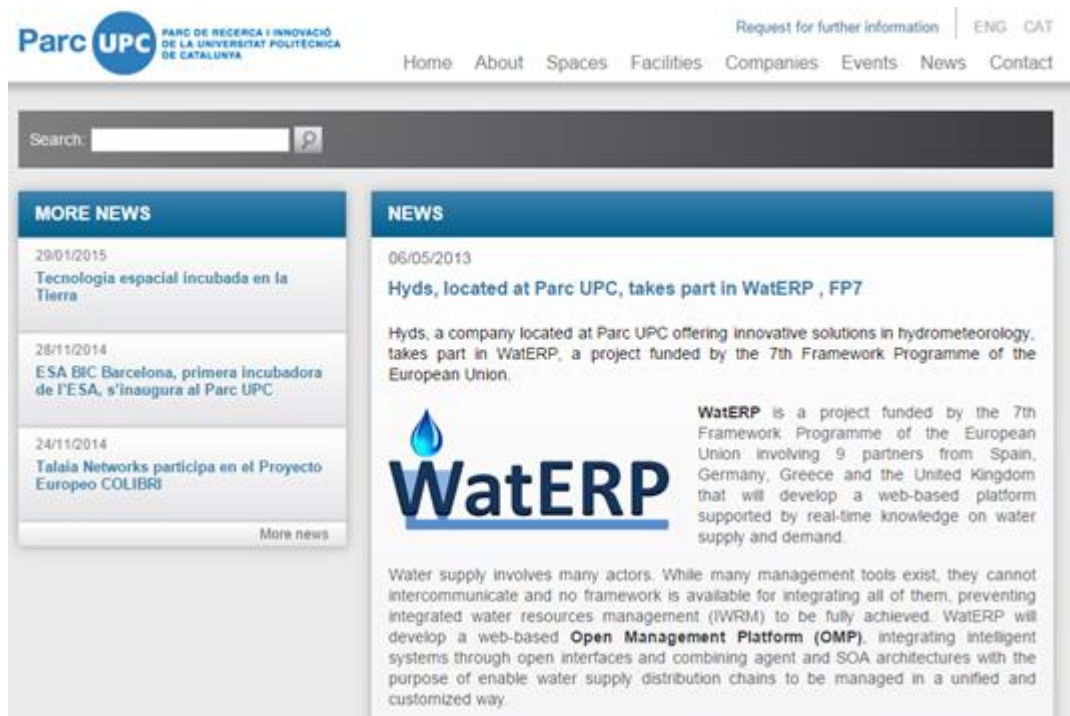 Parc UPC
PARC DE RECERCA I INNOVACIÓ
DE LA UNIVERSITAT POLITÈCNICA
DE CATALUNYA
Request for further information
ENG CAT
Home About Spaces Facilities Companies Events News Contact
Search:
MORE NEWS
29/01/2015
Tecnología espacial incubada en la
Tierra
28/11/2014
ESA BIC Barcelona, primera incubadora
de l'ESA, s'inaugura al Parc UPC
24/11/2014
Talaia Networks participa en el Proyecto
Europeo COLIBRI
More news
NEWS
06/05/2013
Hyds, located at Parc UPC, takes part in WatERP , FP7
Hyds, a company located at Parc UPC offering innovative solutions in hydrometeorology,
takes part in WatERP, a project funded by the 7th Framework Programme of the
European Union.
WatERP
WatERP is a project funded by the 7th
Framework Programme of the European
Union involving 9 partners from Spain,
Germany, Greece and the United Kingdom
that will develop a web-based platform
supported by real-time knowledge on water
supply and demand.
Water supply involves many actors. While many management tools exist, they cannot
intercommunicate and no framework is available for integrating all of them, preventing
integrated water resources management (IWRM) to be fully achieved. WatERP will
develop a web-based Open Management Platform (OMP), integrating intelligent
systems through open interfaces and combining agent and SOA architectures with the
purpose of enable water supply distribution chains to be managed in a unified and
customized way.